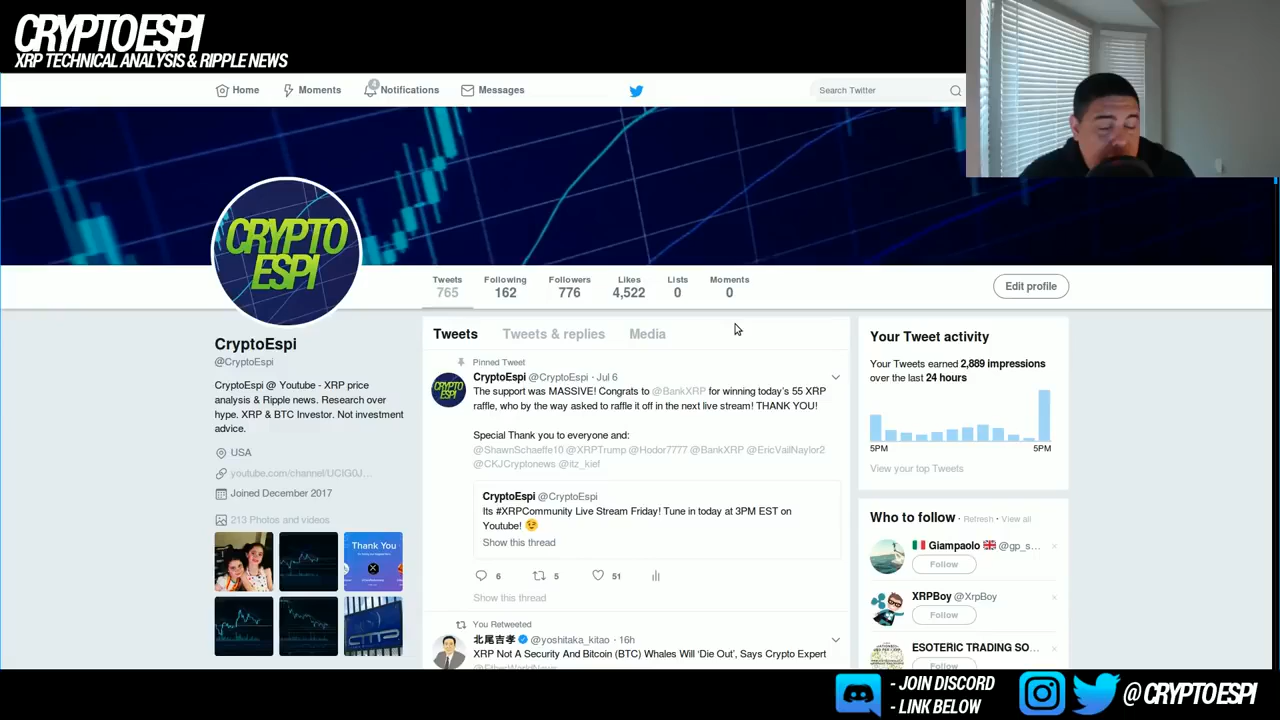 CRYPTOESPI
XRP TECHNICAL ANALYSIS & RIPPLE NEWS
Home
Moments
4
Notifications
Messages
Search Twitter
CRYPTO
ESPI
Tweets
765
Following
162
Followers
776
Likes
4,522
Lists
0
Moments
0
Edit profile
CryptoEspi
@CryptoEspi
CryptoEspi @ Youtube - XRP price
analysis & Ripple news. Research over
hype. XRP & BTC Investor. Not investment
advice.
USA
youtube.com/channel/UCIG0J...
Joined December 2017
213 Photos and videos
Thank You
Tweets
Tweets & replies
Media
Pinned Tweet
CRYPTO
ESPI
CryptoEspi @CryptoEspi · Jul 6
The support was MASSIVE! Congrats to @BankXRP for winning today's 55 XRP
raffle, who by the way asked to raffle it off in the next live stream! THANK YOU!
Special Thank you to everyone and:
@ShawnSchaeffe10 @XRPTrump @Hodor7777 @BankXRP @EricVailNaylor2
@CKJCryptonews @itz_kief
CryptoEspi @CryptoEspi
Its #XRPCommunity Live Stream Friday! Tune in today at 3PM EST on
Youtube!
Show this thread
6
5
51
Show this thread
You Retweeted
北尾吉孝 @yoshitaka_kitao · 16h
XRP Not A Security And Bitcoin (BTC) Whales Will 'Die Out', Says Crypto Expert
Your Tweet activity
Your Tweets earned 2,889 impressions
over the last 24 hours
5PM
5PM
View your top Tweets
Who to follow · Refresh · View all
Giampaolo @gp_s...
Follow
XRPBoy @XrpBoy
Follow
ESOTERIC TRADING SO...
Follow
- JOIN DISCORD
- LINK BELOW
@CRYPTOESPI